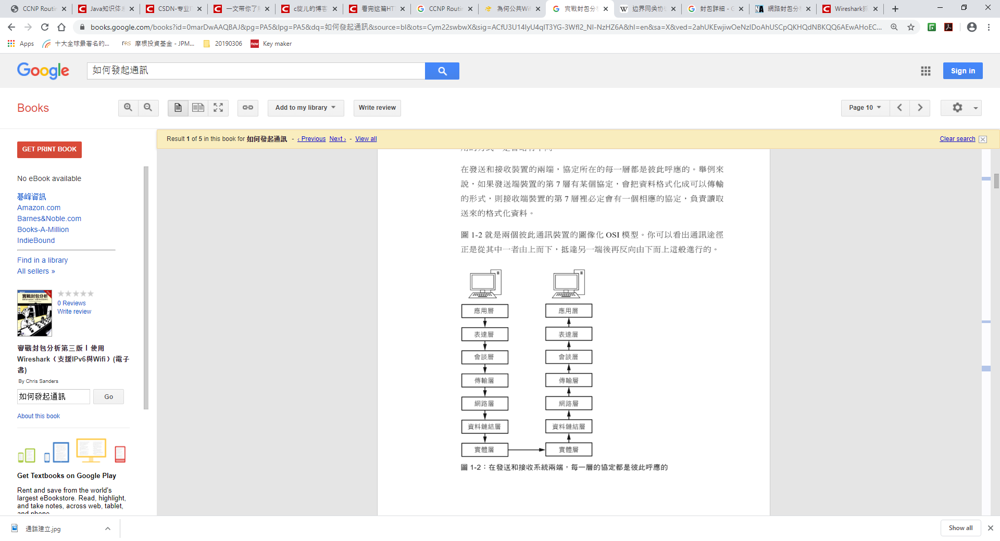 CCNP Routin
Java知识体系
CSDN-专业I
一文带你了解
c旋儿的博客
看完这篇HT
CCNP Routin
CCNP Routi
為何公共Wif
實戰封包分析
边界网关协议
封包詳細 - G
網路封包分析
Wireshark抓
books.google.com/books?id=0marDwAAQBAJ&pg=PA5&lpg=PA5&dq=如何發起通訊&source=bl&ots=Cym22swbwX&sig=ACfU3U14lyU4qlT3YG-3Wfl2_NI-NzHZ6A&hl=en&sa=X&ved=2ahUKEwjiwOeNzIDoAhUSCpQKHQdNBKQQ6AEwAHoEC...
Apps
十大全球最著名的...
摩根投資基金 - JPM...
20190306
Key maker
Google
如何發起通訊
Sign in
Books
Add to my library
Write review
Page 10
Result 1 of 5 in this book for 如何發起通訊 - ‹ Previous Next › - View all
Clear search
GET PRINT BOOK
No eBook available
碁峰資訊
Amazon.com
Barnes&Noble.com
Books-A-Million
IndieBound
Find in a library
All sellers »
實戰封包分析
0 Reviews
Write review
實戰封包分析第三版｜使用
Wireshark（支援IPv6與Wifi）(電子
書)
By Chris Sanders
如何發起通訊
Go
About this book
Get Textbooks on Google Play
Rent and save from the world's
largest eBookstore. Read, highlight,
and take notes, across web, tablet,
and phone.
在發送和接收裝置的兩端，協定所在的每一層都是彼此呼應的。舉例來
說，如果發送端裝置的第 7 層有某個協定，會把資料格式化成可以傳輸
的形式，則接收端裝置的第 7 層裡必定會有一個相應的協定，負責讀取
送來的格式化資料。
圖 1-2 就是兩個彼此通訊裝置的圖像化 OSI 模型。你可以看出通訊途徑
正是從其中一者由上而下，抵達另一端後再反向由下而上這般進行的。
應用層 應用層
表達層 表達層
會談層 會談層
傳輸層 傳輸層
網路層 網路層
資料鏈結層 資料鏈結層
實體層 實體層
圖 1-2：在發送和接收系統兩端，每一層的協定都是彼此呼應的
通話建立.jpg
Show all